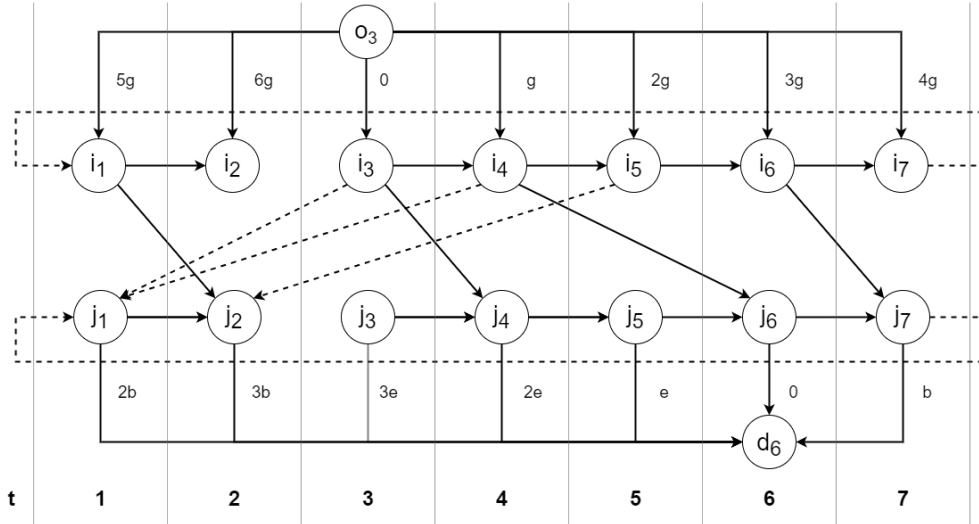 o₃
5g 6g 0 g 2g 3g 4g
i₁ i₂ i₃ i₄ i₅ i₆ i₇
j₁ j₂ j₃ j₄ j₅ j₆ j₇
2b 3b 3e 2e e 0 b
d₆
t 1 2 3 4 5 6 7